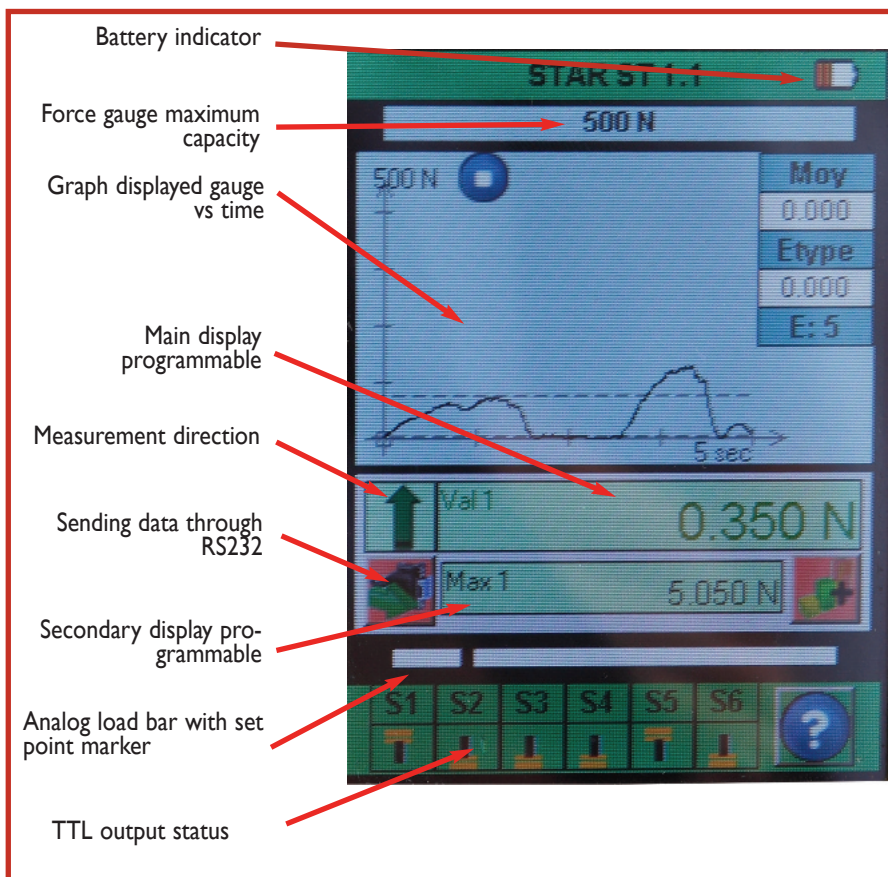 Battery indicator
STAR ST 1.1
Force gauge maximum
capacity
500 N
Graph displayed gauge
vs time
500 N
Moy
0.000
Etype
0.000
E: 5
5 sec
Main display
programmable
Measurement direction
Val 1
0.350 N
Sending data through
RS232
Max 1
5.050 N
Secondary display pro-
grammable
Analog load bar with set
point marker
S1 S2 S3 S4 S5 S6
?
TTL output status